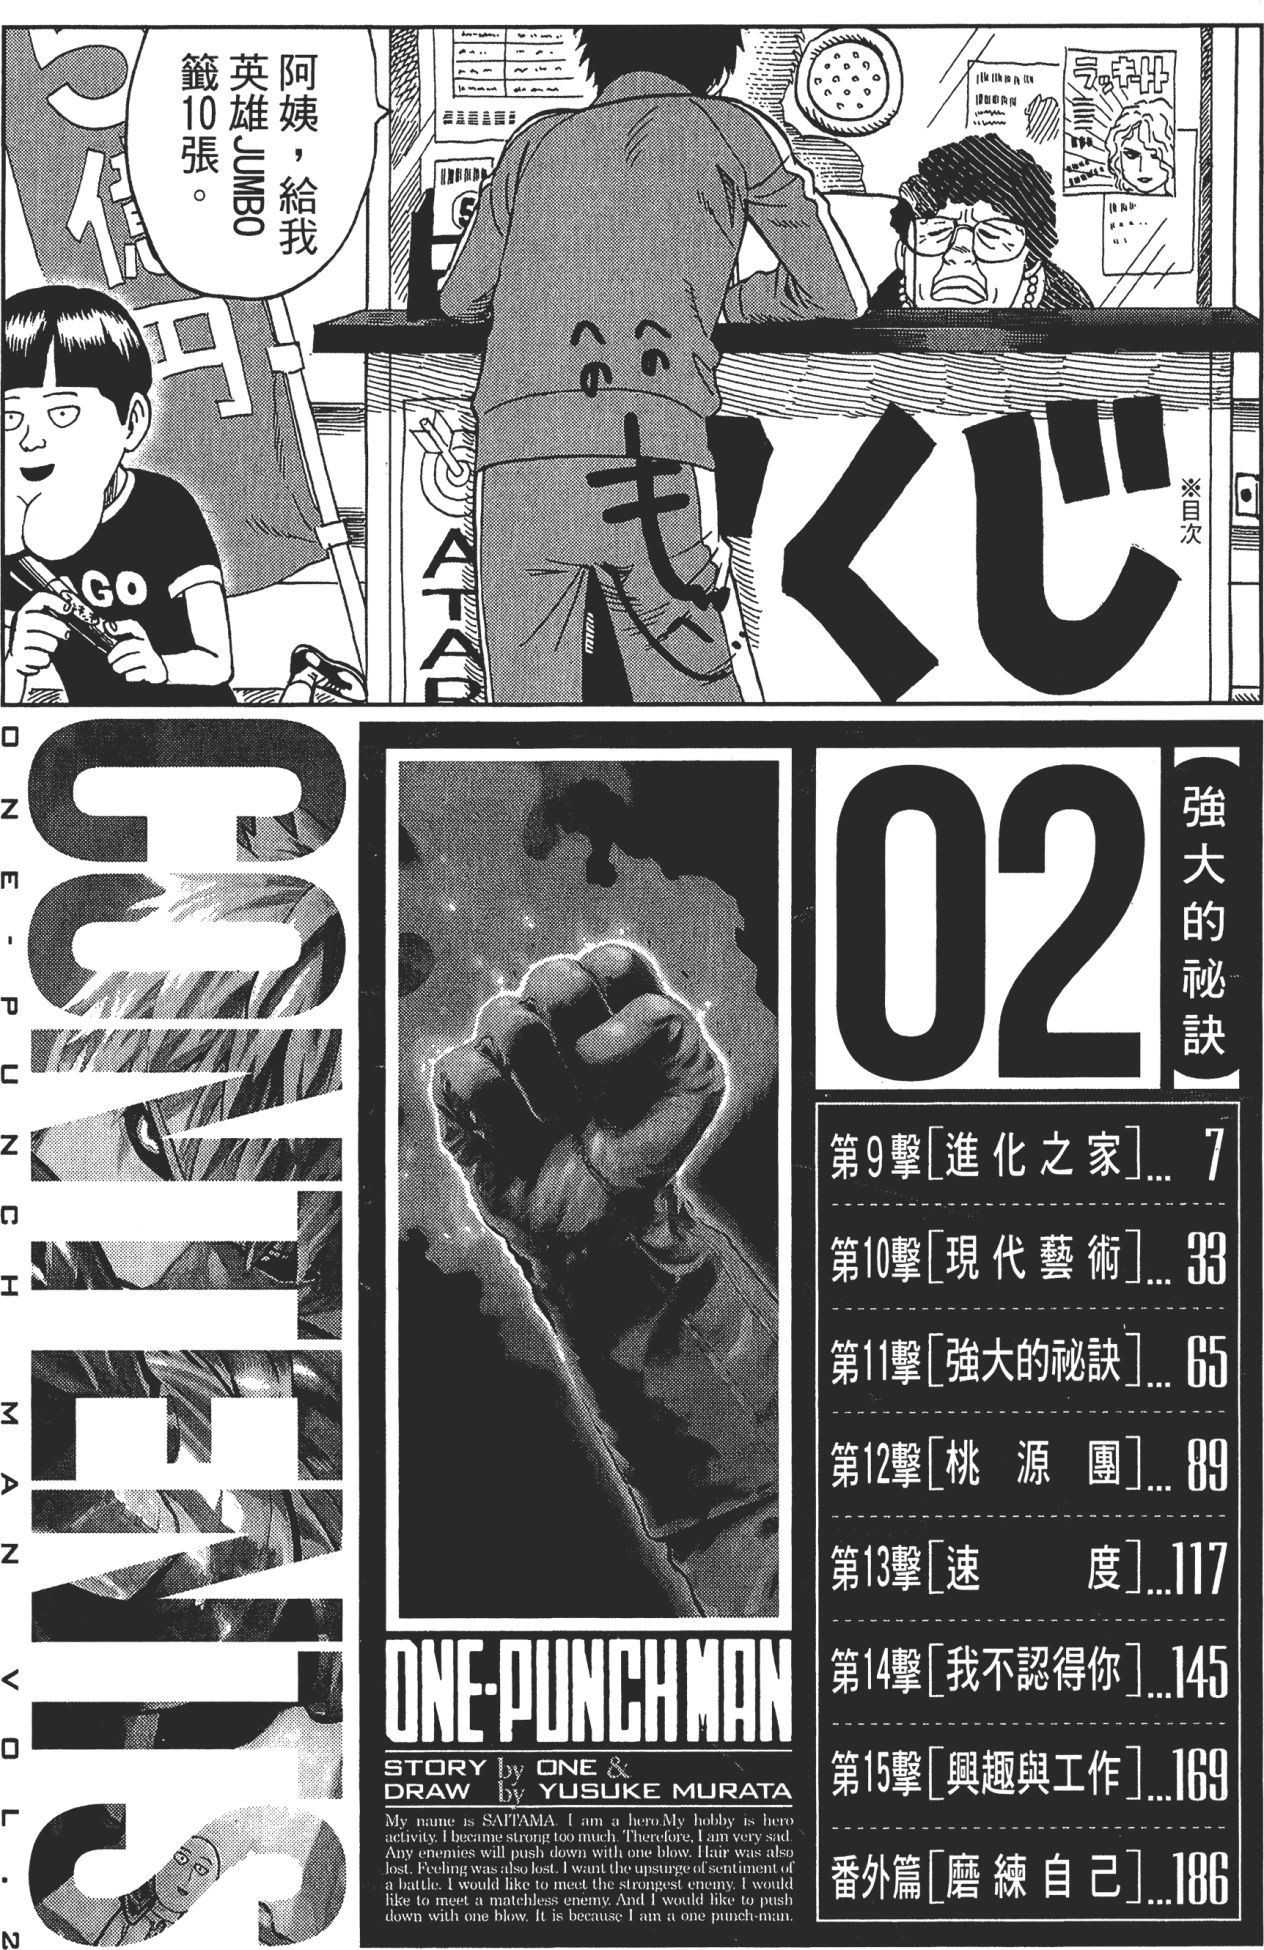 阿姨，給我
英雄JUMBO
籤10張。
億
円
GO
ATAR
ラッキー
へへ
のの
も
くじ
※目次
CONTENTS
ONE-PUNCH MAN VOL.2
02
強大的祕訣
第9擊［進化之家］... 7
第10擊［現代藝術］... 33
第11擊［強大的祕訣］... 65
第12擊［桃源團］... 89
第13擊［速度］...117
第14擊［我不認得你］...145
第15擊［興趣與工作］...169
番外篇［磨練自己］...186
ONE-PUNCH MAN
STORY by ONE &
DRAW by YUSUKE MURATA
My name is SAITAMA. I am a hero.My hobby is hero
activity. I became strong too much. Therefore, I am very sad.
Any enemies will push down with one blow. Hair was also
lost. Feeling was also lost. I want the upsurge of sentiment of
a battle. I would like to meet the strongest enemy. I would
like to meet a matchless enemy. And I would like to push
down with one blow. It is because I am a one punch-man.